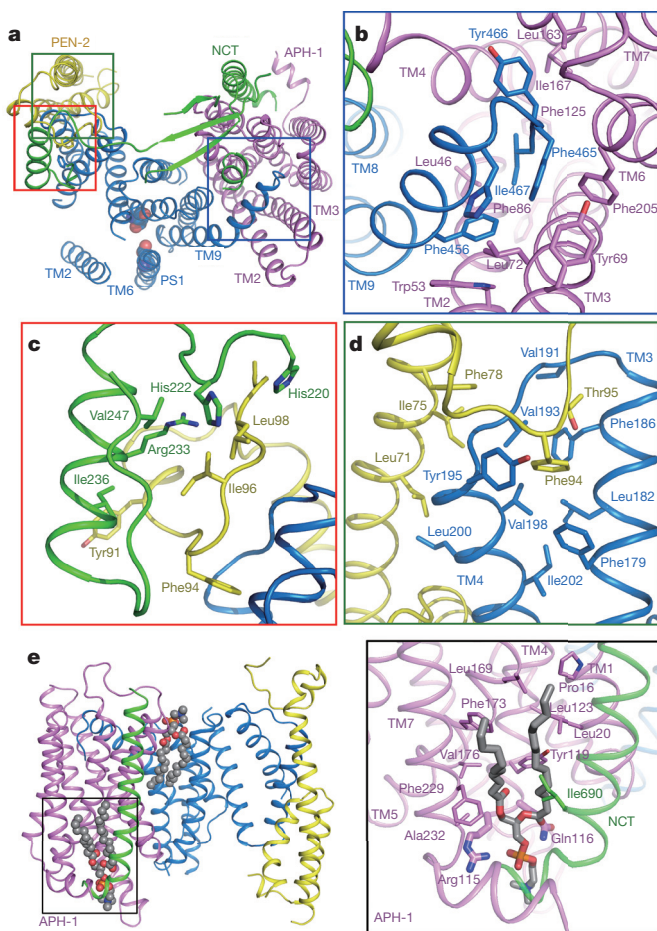 a
PEN-2
NCT
APH-1
TM3
TM9
TM2
TM6
PS1
TM2
b
Tyr466
Leu163
TM4
TM7
Ile167
Phe125
TM8
Phe465
Leu46
TM6
Ile467
Phe86
Phe205
Phe456
Leu72
Tyr69
TM9
Trp53
TM2
TM3
c
His222
His220
Val247
Leu98
Arg233
Ile236
Ile96
Tyr91
Phe94
d
Val191
TM3
Phe78
Thr95
Ile75
Val193
Phe186
Leu71
Phe94
Tyr195
Leu182
Val198
Leu200
Phe179
TM4
Ile202
e
APH-1
TM4
Leu169
TM1
Pro16
Phe173
Leu123
TM7
Leu20
Val176
Tyr119
Phe229
Ile690
TM5
NCT
Ala232
Gln116
Arg115
APH-1